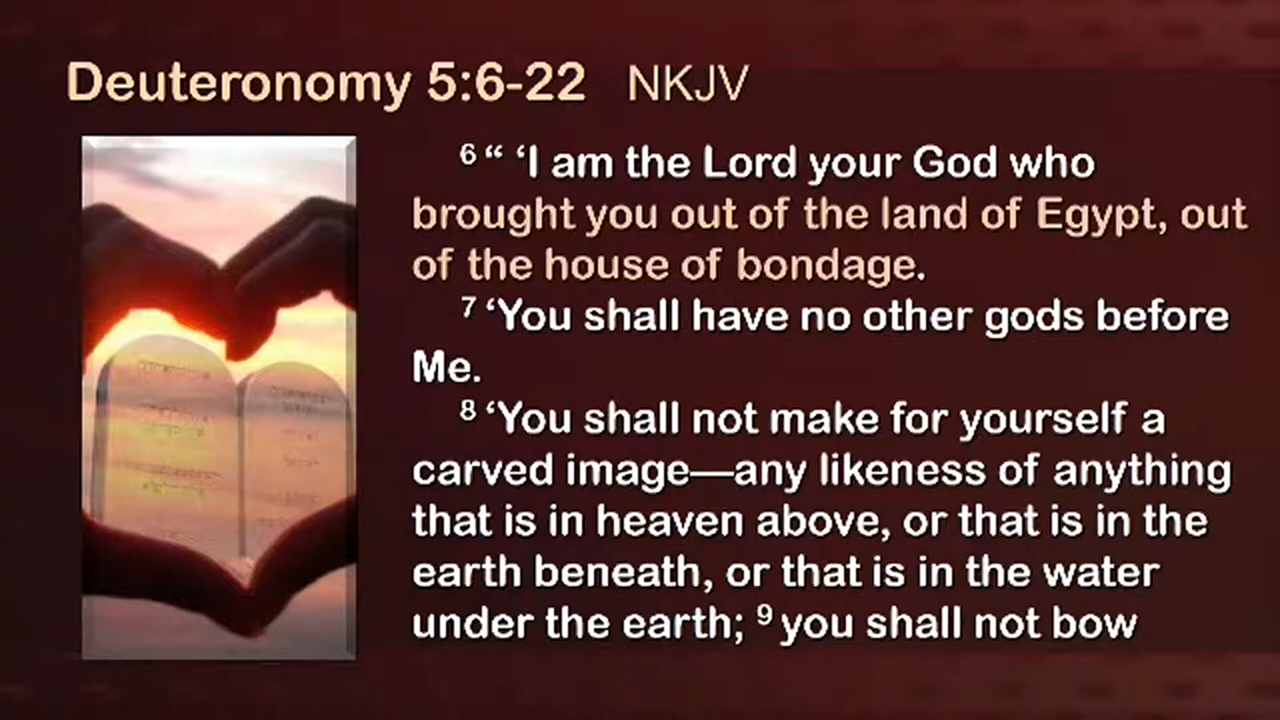 Deuteronomy 5:6-22 NKJV
6 “ ‘I am the Lord your God who
brought you out of the land of Egypt, out
of the house of bondage.
7 ‘You shall have no other gods before
Me.
8 ‘You shall not make for yourself a
carved image—any likeness of anything
that is in heaven above, or that is in the
earth beneath, or that is in the water
under the earth; 9 you shall not bow